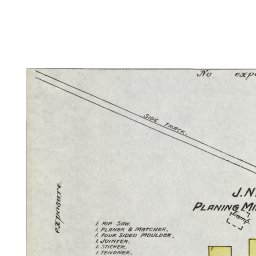 No expo
SIDE TRACK.
exposure
J. N.
PLANING MI
1. RIP SAW.
1. PLANER & MATCHER.
1. FOUR SIDED MOULDER.
1. JOINTER.
1. STICKER.
1. TENONER.